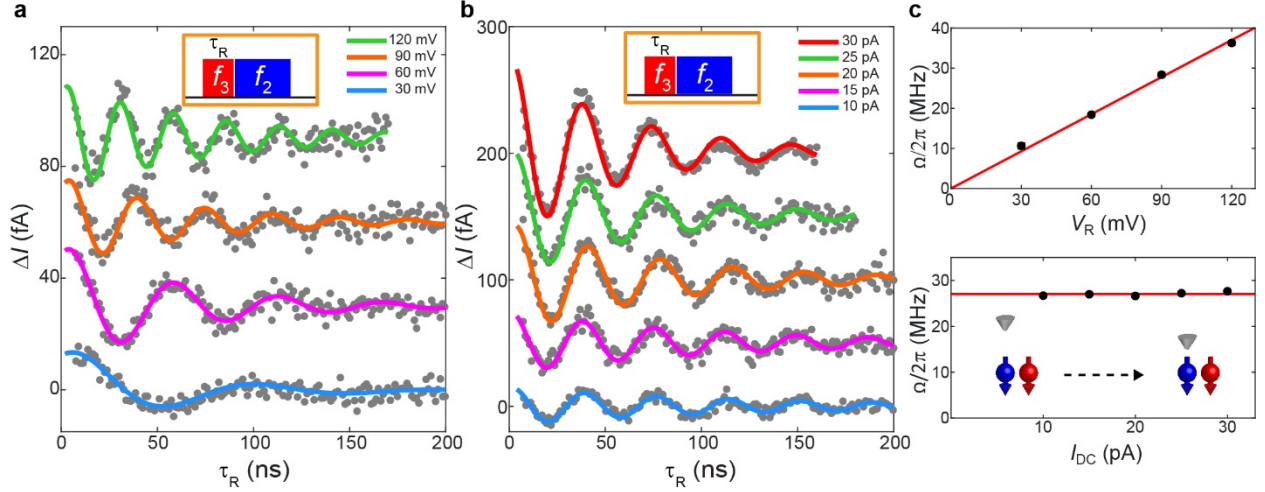 a
120
80
40
0
ΔI (fA)
0
50
100
150
200
τR (ns)
τR
f3
f2
120 mV
90 mV
60 mV
30 mV
b
300
200
100
0
ΔI (fA)
0
50
100
150
200
τR (ns)
τR
f3
f2
30 pA
25 pA
20 pA
15 pA
10 pA
c
40
30
20
10
0
Ω/2π (MHz)
0
30
60
90
120
VR (mV)
30
20
10
0
Ω/2π (MHz)
10
20
30
IDC (pA)